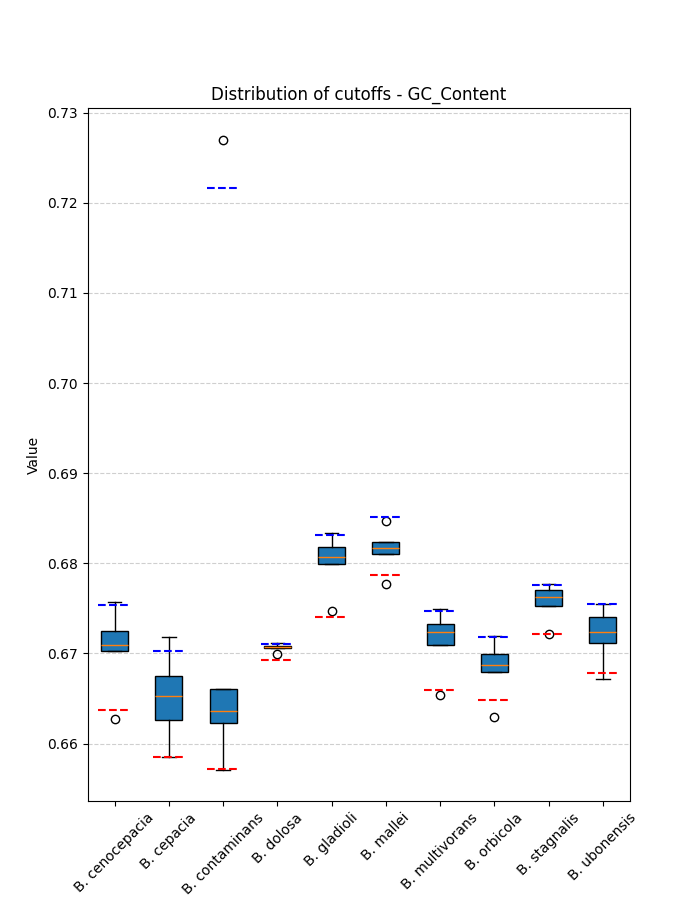 Distribution of cutoffs - GC_Content
0.73
0.72
0.71
0.70
0.69
0.68
0.67
0.66
Value
B. cenocepacia
B. cepacia
B. contaminans
B. dolosa
B. gladioli
B. mallei
B. multivorans
B. orbicola
B. stagnalis
B. ubonensis